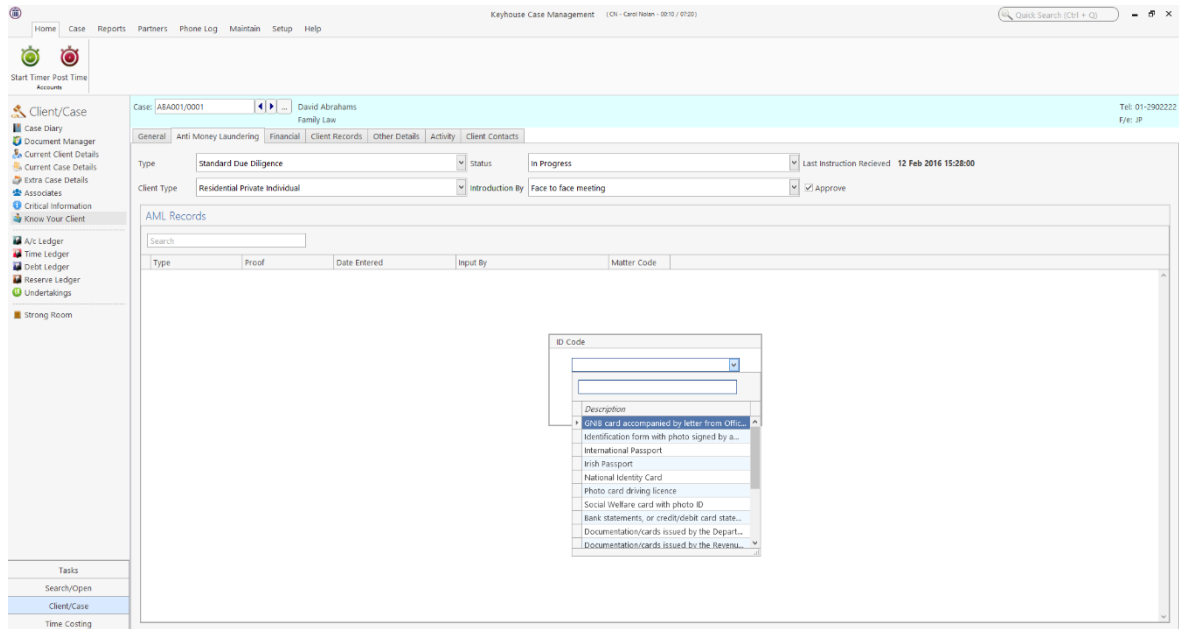 Keyhouse Case Management (CN - Carol Nolan - 00:10 / 07:20)
Quick Search (Ctrl + Q)
Home Case Reports Partners Phone Log Maintain Setup Help
Start Timer Post Time
Accounts
Client/Case
Case Diary
Document Manager
Current Client Details
Current Case Details
Extra Case Details
Associates
Critical Information
Know Your Client
A/c Ledger
Time Ledger
Debt Ledger
Reserve Ledger
Undertakings
Strong Room
Tasks
Search/Open
Client/Case
Time Costing
Case: ABA001/0001 ... David Abrahams Tel: 01-2902222
Family Law F/e: JP
General Anti Money Laundering Financial Client Records Other Details Activity Client Contacts
Type Standard Due Diligence Status In Progress Last Instruction Recieved 12 Feb 2016 15:28:00
Client Type Residential Private Individual Introduction By Face to face meeting Approve
AML Records
Search
Type Proof Date Entered Input By Matter Code
ID Code
Description
GNIB card accompanied by letter from Offic...
Identification form with photo signed by a...
International Passport
Irish Passport
National Identity Card
Photo card driving licence
Social Welfare card with photo ID
Bank statements, or credit/debit card state...
Documentation/cards issued by the Depart...
Documentation/cards issued by the Revenu...